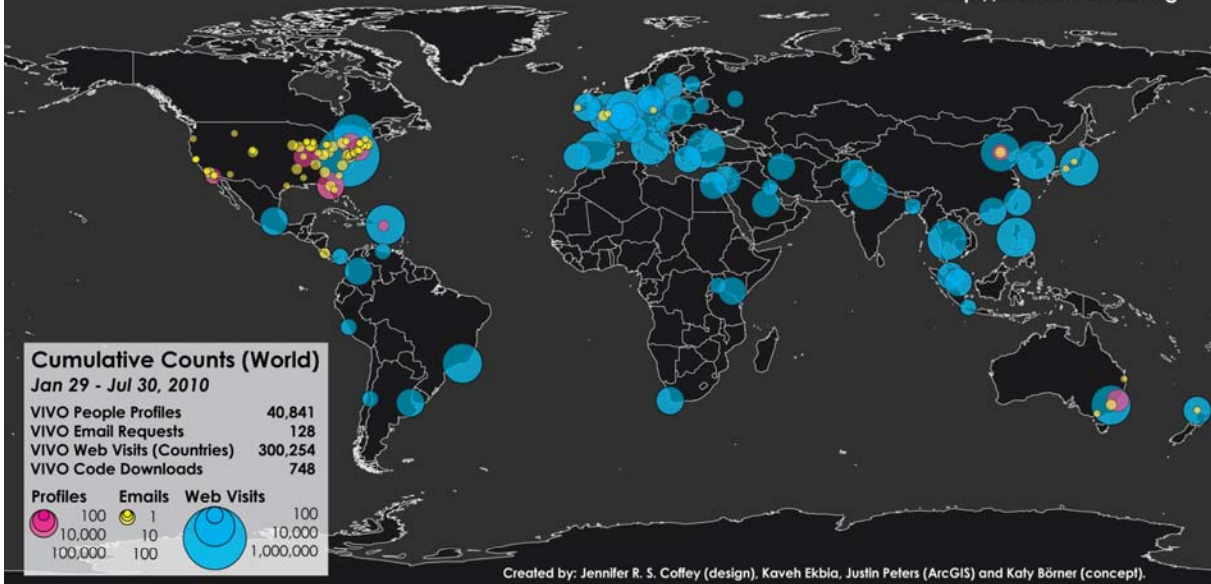 Cumulative Counts (World)
Jan 29 - Jul 30, 2010
VIVO People Profiles 40,841
VIVO Email Requests 128
VIVO Web Visits (Countries) 300,254
VIVO Code Downloads 748
Profiles Emails Web Visits
100 1 100
10,000 10 10,000
100,000 100 1,000,000
Created by: Jennifer R. S. Coffey (design), Kaveh Ekbia, Justin Peters (ArcGIS) and Katy Börner (concept).